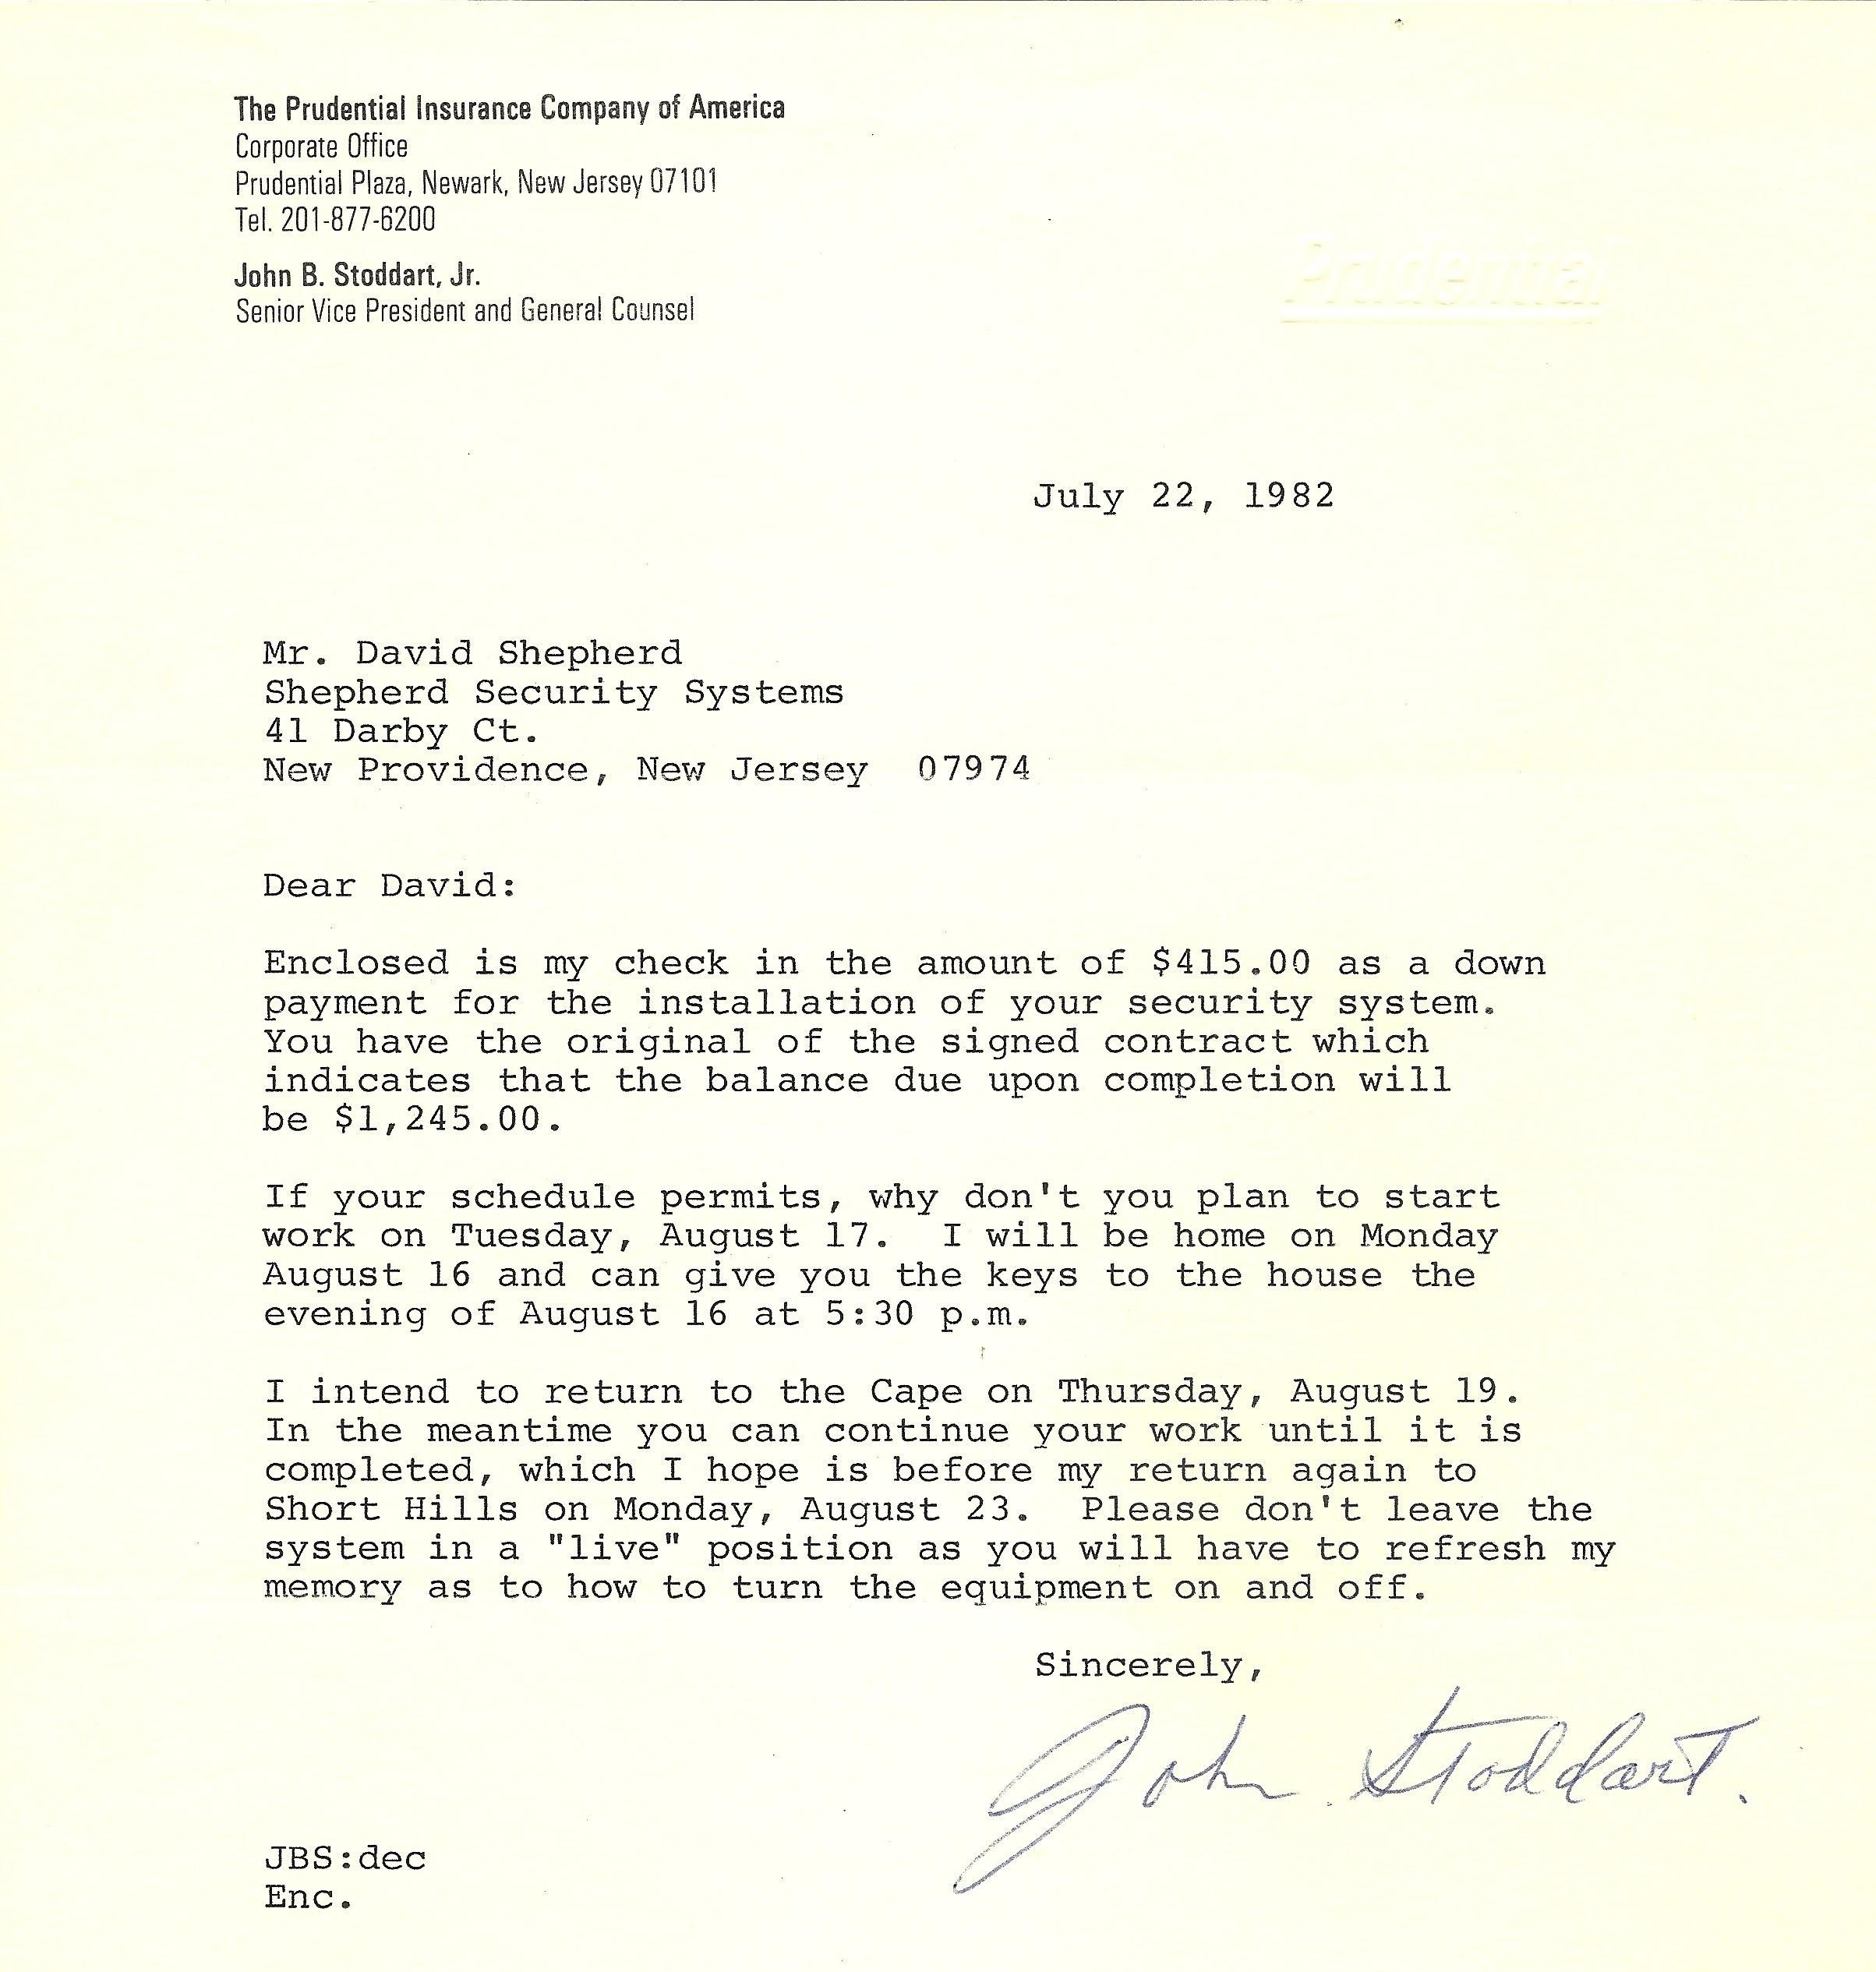 The Prudential Insurance Company of America
Corporate Office
Prudential Plaza, Newark, New Jersey 07101
Tel. 201-877-6200
John B. Stoddart, Jr.
Senior Vice President and General Counsel
Prudential
July 22, 1982
Mr. David Shepherd
Shepherd Security Systems
41 Darby Ct.
New Providence, New Jersey  07974
Dear David:
Enclosed is my check in the amount of $415.00 as a down
payment for the installation of your security system.
You have the original of the signed contract which
indicates that the balance due upon completion will
be $1,245.00.
If your schedule permits, why don't you plan to start
work on Tuesday, August 17.  I will be home on Monday
August 16 and can give you the keys to the house the
evening of August 16 at 5:30 p.m.
I intend to return to the Cape on Thursday, August 19.
In the meantime you can continue your work until it is
completed, which I hope is before my return again to
Short Hills on Monday, August 23.  Please don't leave the
system in a "live" position as you will have to refresh my
memory as to how to turn the equipment on and off.
Sincerely,
John Stoddart.
JBS:dec
Enc.